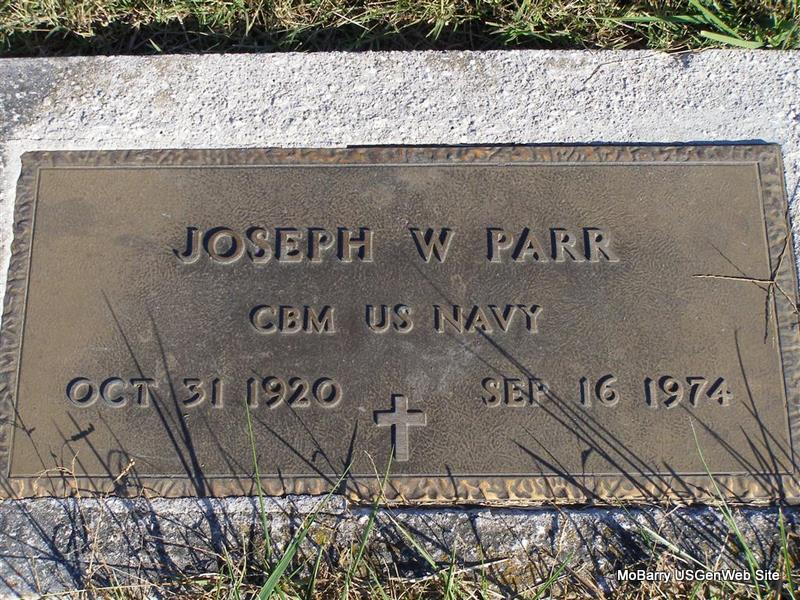 JOSEPH W PARR
CBM US NAVY
OCT 31 1920 SEP 16 1974
MoBarry USGenWeb Site